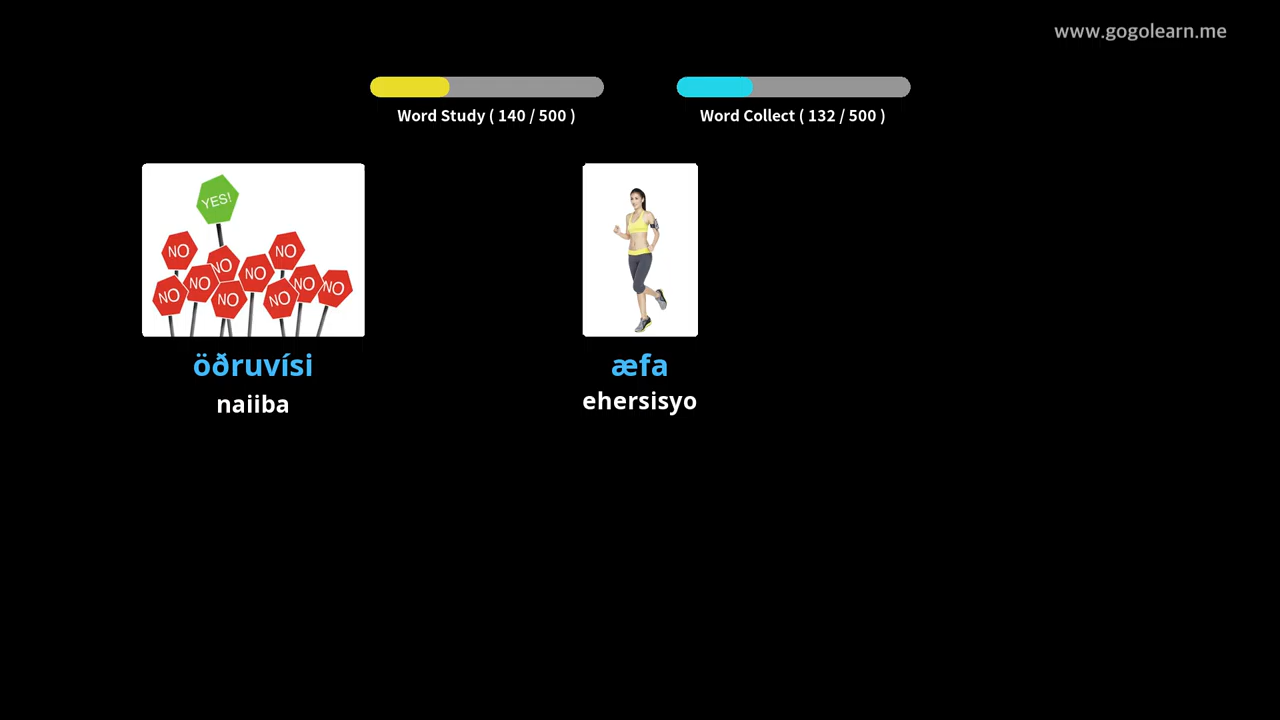 www.gogolearn.me
Word Study ( 140 / 500 )
Word Collect ( 132 / 500 )
YES!
NO
NO
NO
NO
NO
NO
NO
NO
NO
NO
öðruvísi
naiiba
æfa
ehersisyo